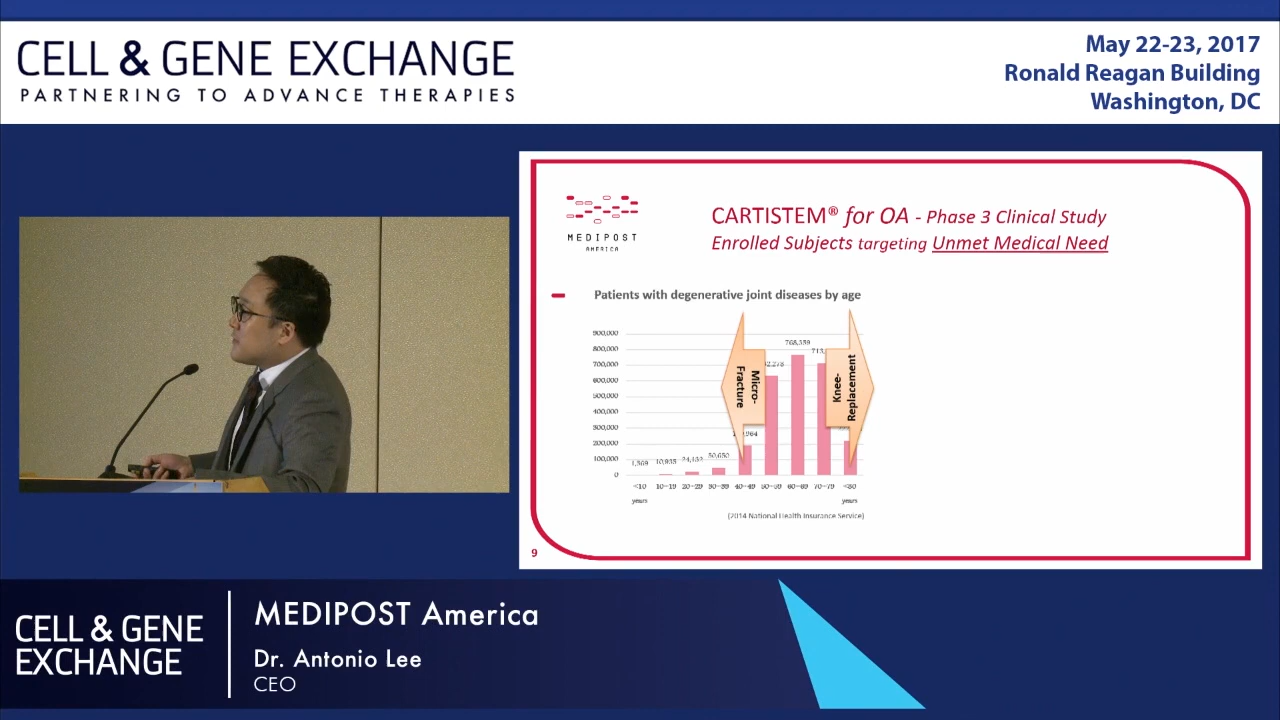 CELL & GENE EXCHANGE
PARTNERING TO ADVANCE THERAPIES
May 22-23, 2017
Ronald Reagan Building
Washington, DC
MEDIPOST
AMERICA
CARTISTEM® for OA - Phase 3 Clinical Study
Enrolled Subjects targeting Unmet Medical Need
Patients with degenerative joint diseases by age
900,000
800,000
700,000
600,000
500,000
400,000
300,000
200,000
100,000
0
1,369
10,935
24,132
50,650
768,359
Micro-
Fracture
Knee-
Replacement
<10 10~19 20~29 30~39 40~49 50~59 60~69 70~79 <80
years years
(2014 National Health Insurance Service)
9
CELL & GENE
EXCHANGE
MEDIPOST America
Dr. Antonio Lee
CEO